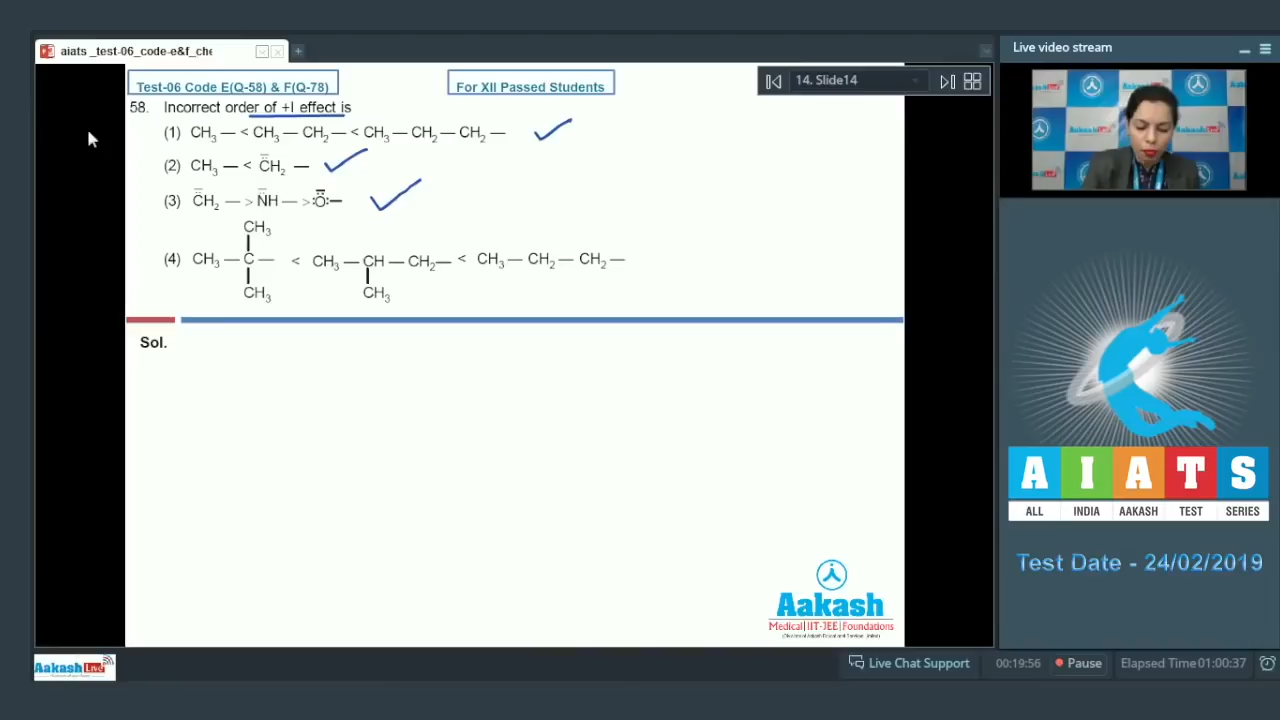 aiats _test-06_code-e&f_che
Live video stream
Test-06 Code E(Q-58) & F(Q-78)
For XII Passed Students
14. Slide14
58. Incorrect order of +I effect is
(1) CH3 — < CH3 — CH2 — < CH3 — CH2 — CH2 —
(2) CH3 — < C̅̈H2 —
(3) C̅̈H2 — > N̅̈H — > :O̅̈: —
CH3
(4) CH3 — C — < CH3 — CH — CH2 — < CH3 — CH2 — CH2 —
CH3 CH3
Sol.
A I A T S
ALL INDIA AAKASH TEST SERIES
Test Date - 24/02/2019
Aakash
Medical|IIT-JEE|Foundations
Aakash Live
Live Chat Support
00:19:56
Pause
Elapsed Time 01:00:37